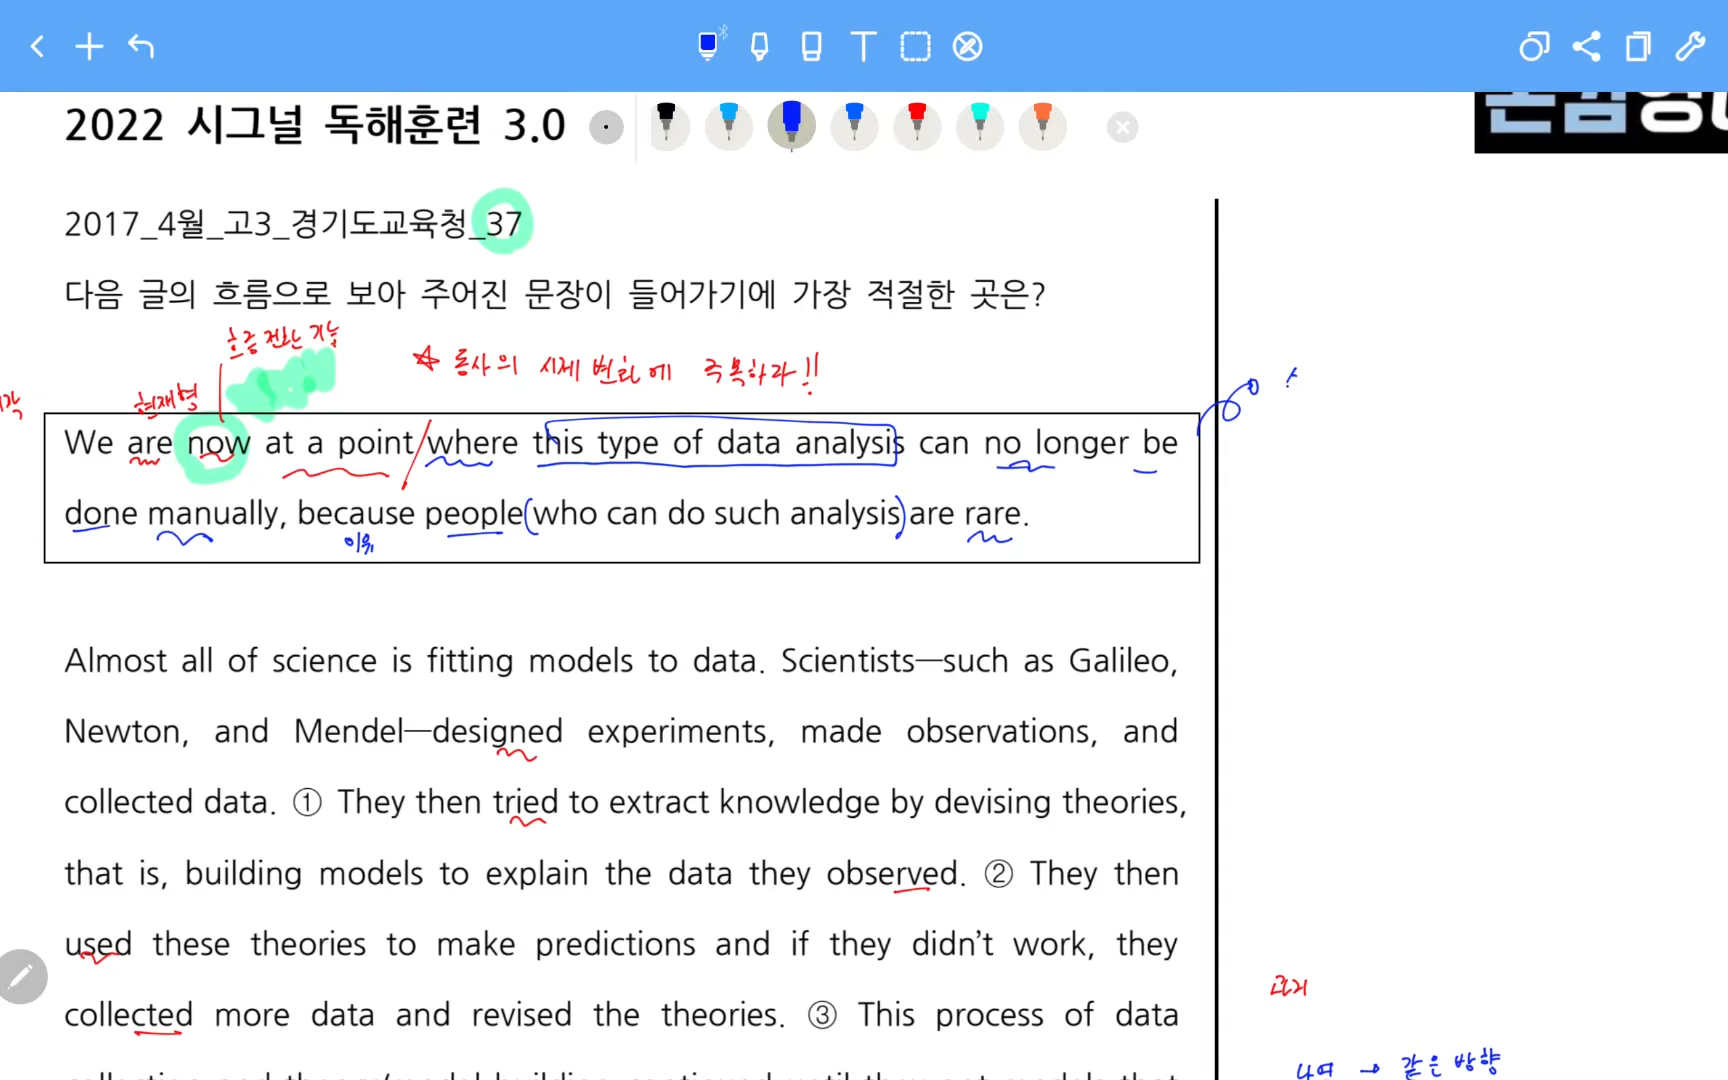 2022 시그널 독해훈련 3.0
2017_4월_고3_경기도교육청_37
다음 글의 흐름으로 보아 주어진 문장이 들어가기에 가장 적절한 곳은?
흐름 전환 가능
☆ 동사의 시제 변화에 주목하라!!
현재형
We are now at a point where this type of data analysis can no longer be
done manually, because people who can do such analysis are rare.
이유
Almost all of science is fitting models to data. Scientists—such as Galileo,
Newton, and Mendel—designed experiments, made observations, and
collected data. ① They then tried to extract knowledge by devising theories,
that is, building models to explain the data they observed. ② They then
used these theories to make predictions and if they didn't work, they
과거
collected more data and revised the theories. ③ This process of data
나열 → 같은 방향